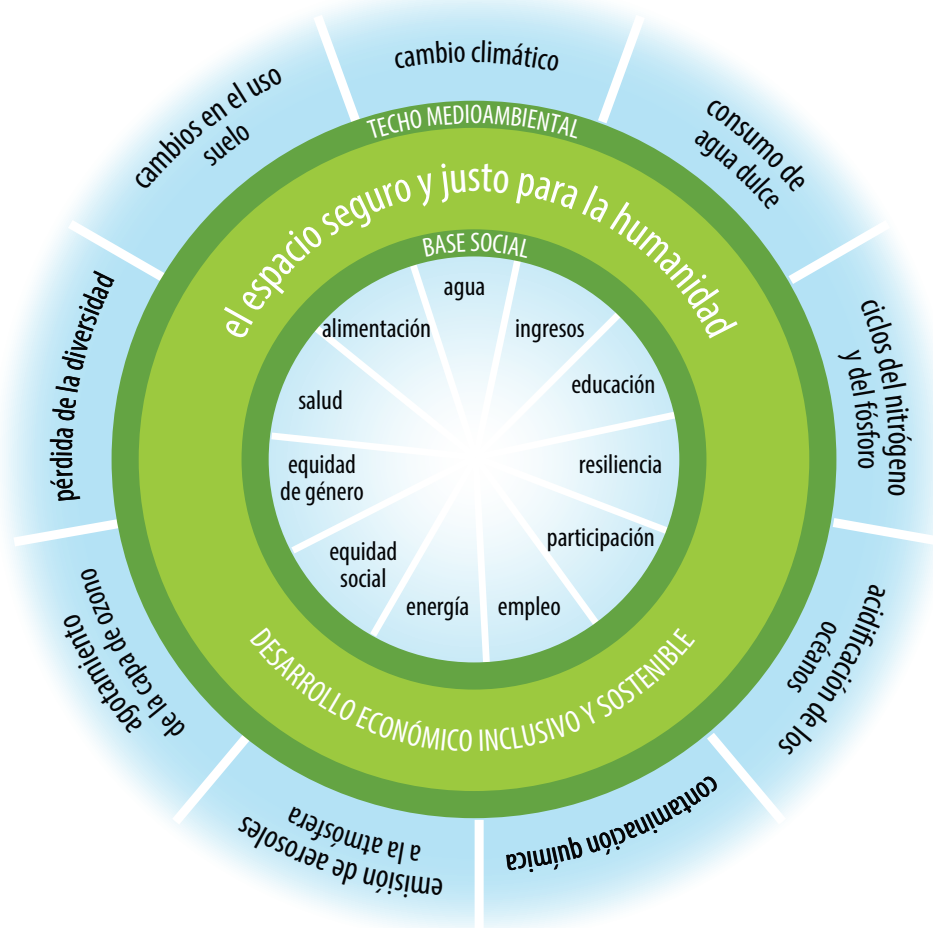 cambio climático
consumo de
agua dulce
ciclos del nitrógeno
y del fósforo
acidificación de los
océanos
contaminación química
emisión de aerosoles
a la atmósfera
agotamiento
de la capa de ozono
pérdida de la diversidad
cambios en el uso
suelo
TECHO MEDIOAMBIENTAL
el espacio seguro y justo para la humanidad
BASE SOCIAL
agua
ingresos
educación
resiliencia
participación
empleo
energía
equidad
social
equidad
de género
salud
alimentación
DESARROLLO ECONÓMICO INCLUSIVO Y SOSTENIBLE